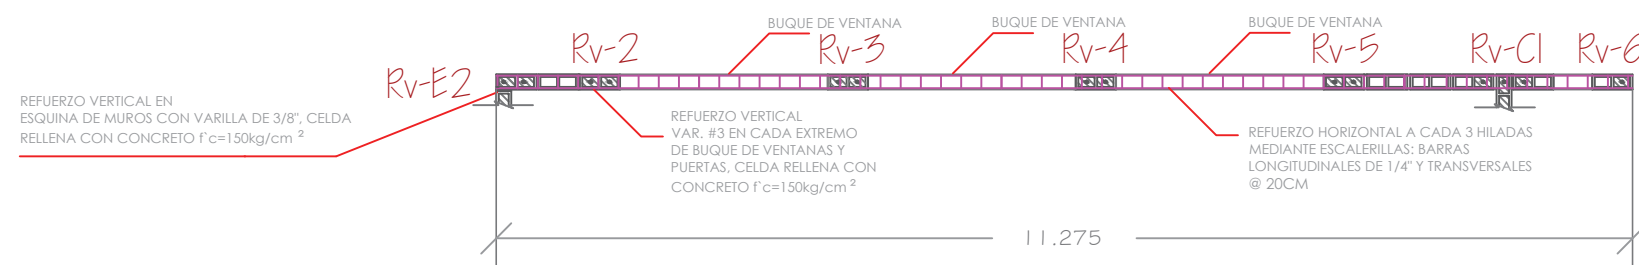 BUQUE DE VENTANA
BUQUE DE VENTANA
BUQUE DE VENTANA
Rv-E2
Rv-2
Rv-3
Rv-4
Rv-5
Rv-C1
Rv-6
REFUERZO VERTICAL EN
ESQUINA DE MUROS CON VARILLA DE 3/8", CELDA
RELLENA CON CONCRETO f`c=150kg/cm ²
REFUERZO VERTICAL
VAR. #3 EN CADA EXTREMO
DE BUQUE DE VENTANAS Y
PUERTAS, CELDA RELLENA CON
CONCRETO f`c=150kg/cm ²
REFUERZO HORIZONTAL A CADA 3 HILADAS
MEDIANTE ESCALERILLAS: BARRAS
LONGITUDINALES DE 1/4" Y TRANSVERSALES
@ 20CM
11.275